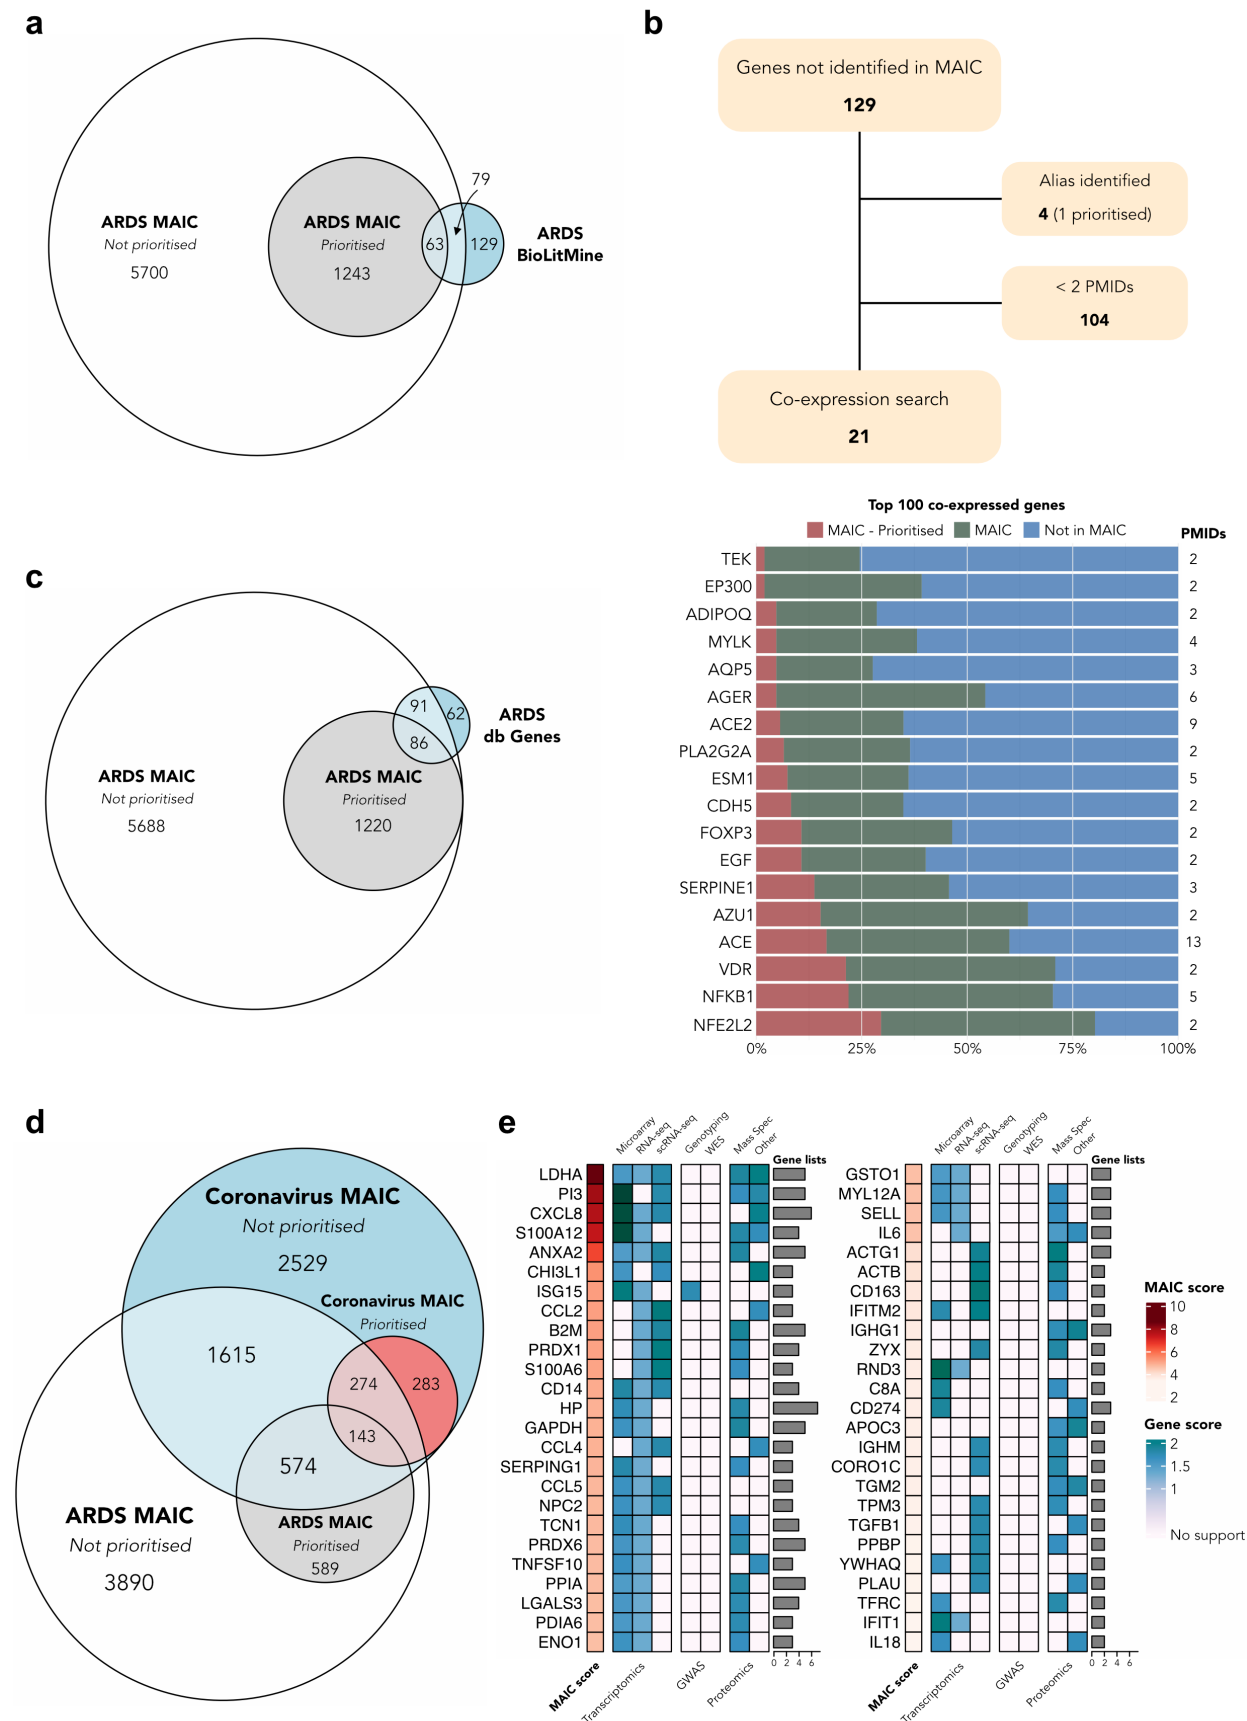 a
ARDS MAIC
Not prioritised
5700
ARDS MAIC
Prioritised
1243
63
79
129
ARDS
BioLitMine
b
Genes not identified in MAIC
129
Alias identified
4 (1 prioritised)
< 2 PMIDs
104
Co-expression search
21
Top 100 co-expressed genes
MAIC - Prioritised MAIC Not in MAIC PMIDs
TEK 2
EP300 2
ADIPOQ 2
MYLK 4
AQP5 3
AGER 6
ACE2 9
PLA2G2A 2
ESM1 5
CDH5 2
FOXP3 2
EGF 2
SERPINE1 3
AZU1 2
ACE 13
VDR 2
NFKB1 5
NFE2L2 2
0% 25% 50% 75% 100%
c
ARDS MAIC
Not prioritised
5688
ARDS MAIC
Prioritised
1220
91
62
86
ARDS
db Genes
d
Coronavirus MAIC
Not prioritised
2529
Coronavirus MAIC
Prioritised
1615
274
283
143
574
ARDS MAIC
Not prioritised
3890
ARDS MAIC
Prioritised
589
e
Microarray
RNA-seq
scRNA-seq
Genotyping
WES
Mass Spec
Other
Gene lists
LDHA
PI3
CXCL8
S100A12
ANXA2
CHI3L1
ISG15
CCL2
B2M
PRDX1
S100A6
CD14
HP
GAPDH
CCL4
SERPING1
CCL5
NPC2
TCN1
PRDX6
TNFSF10
PPIA
LGALS3
PDIA6
ENO1
0 2 4 6
MAIC score
Transcriptomics
GWAS
Proteomics
Microarray
RNA-seq
scRNA-seq
Genotyping
WES
Mass Spec
Other
Gene lists
GSTO1
MYL12A
SELL
IL6
ACTG1
ACTB
CD163
IFITM2
IGHG1
ZYX
RND3
C8A
CD274
APOC3
IGHM
CORO1C
TGM2
TPM3
TGFB1
PPBP
YWHAQ
PLAU
TFRC
IFIT1
IL18
0 2 4 6
MAIC score
Transcriptomics
GWAS
Proteomics
MAIC score
10
8
6
4
2
Gene score
2
1.5
1
No support